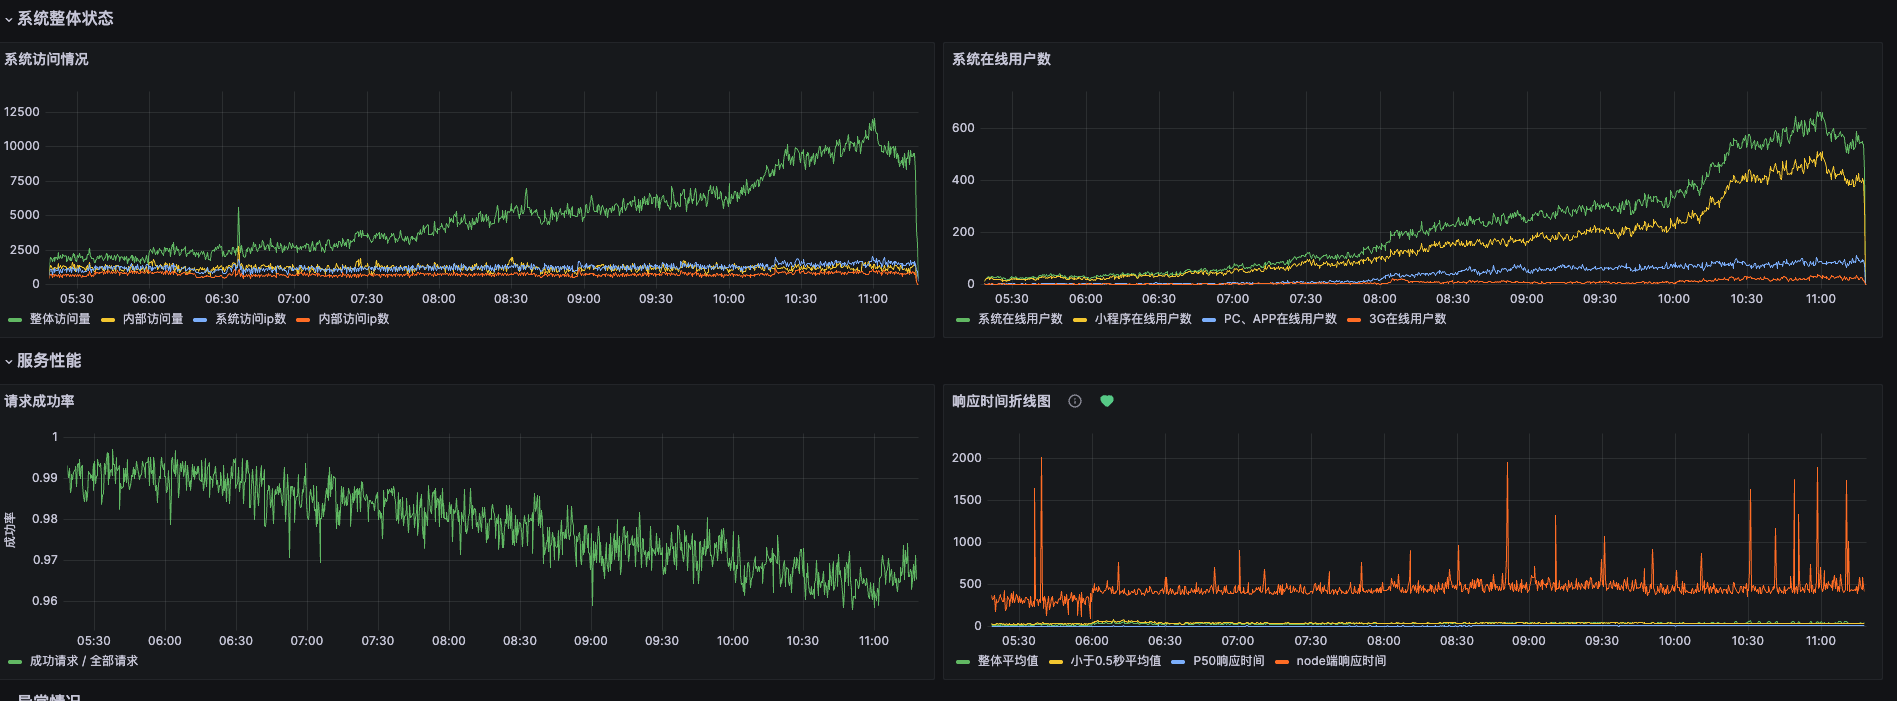 系统整体状态
系统访问情况
12500
10000
7500
5000
2500
0
05:30 06:00 06:30 07:00 07:30 08:00 08:30 09:00 09:30 10:00 10:30 11:00
整体访问量 内部访问量 系统访问ip数 内部访问ip数
系统在线用户数
600
400
200
0
05:30 06:00 06:30 07:00 07:30 08:00 08:30 09:00 09:30 10:00 10:30 11:00
系统在线用户数 小程序在线用户数 PC、APP在线用户数 3G在线用户数
服务性能
请求成功率
成功率
1
0.99
0.98
0.97
0.96
05:30 06:00 06:30 07:00 07:30 08:00 08:30 09:00 09:30 10:00 10:30 11:00
成功请求 / 全部请求
响应时间折线图
2000
1500
1000
500
0
05:30 06:00 06:30 07:00 07:30 08:00 08:30 09:00 09:30 10:00 10:30 11:00
整体平均值 小于0.5秒平均值 P50响应时间 node端响应时间